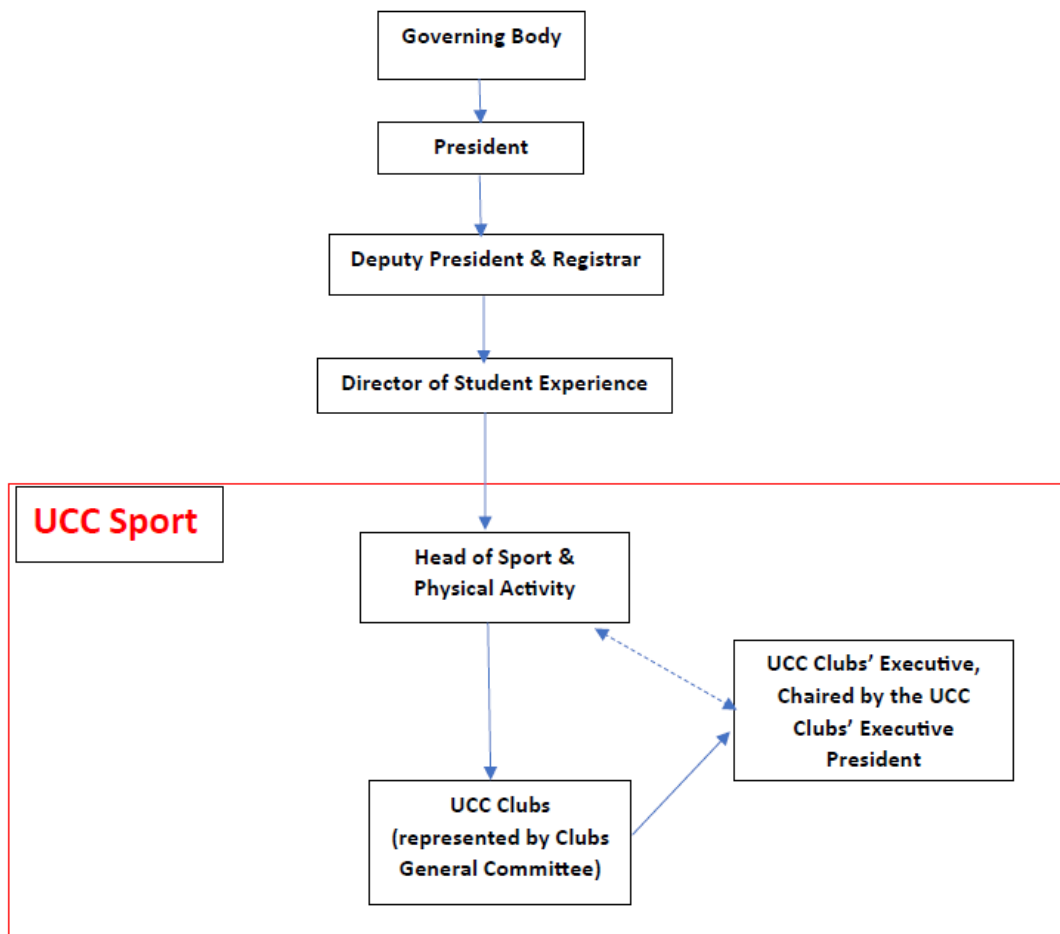 Governing Body
President
Deputy President & Registrar
Director of Student Experience
UCC Sport
Head of Sport &
Physical Activity
UCC Clubs’ Executive,
Chaired by the UCC
Clubs’ Executive
President
UCC Clubs
(represented by Clubs
General Committee)